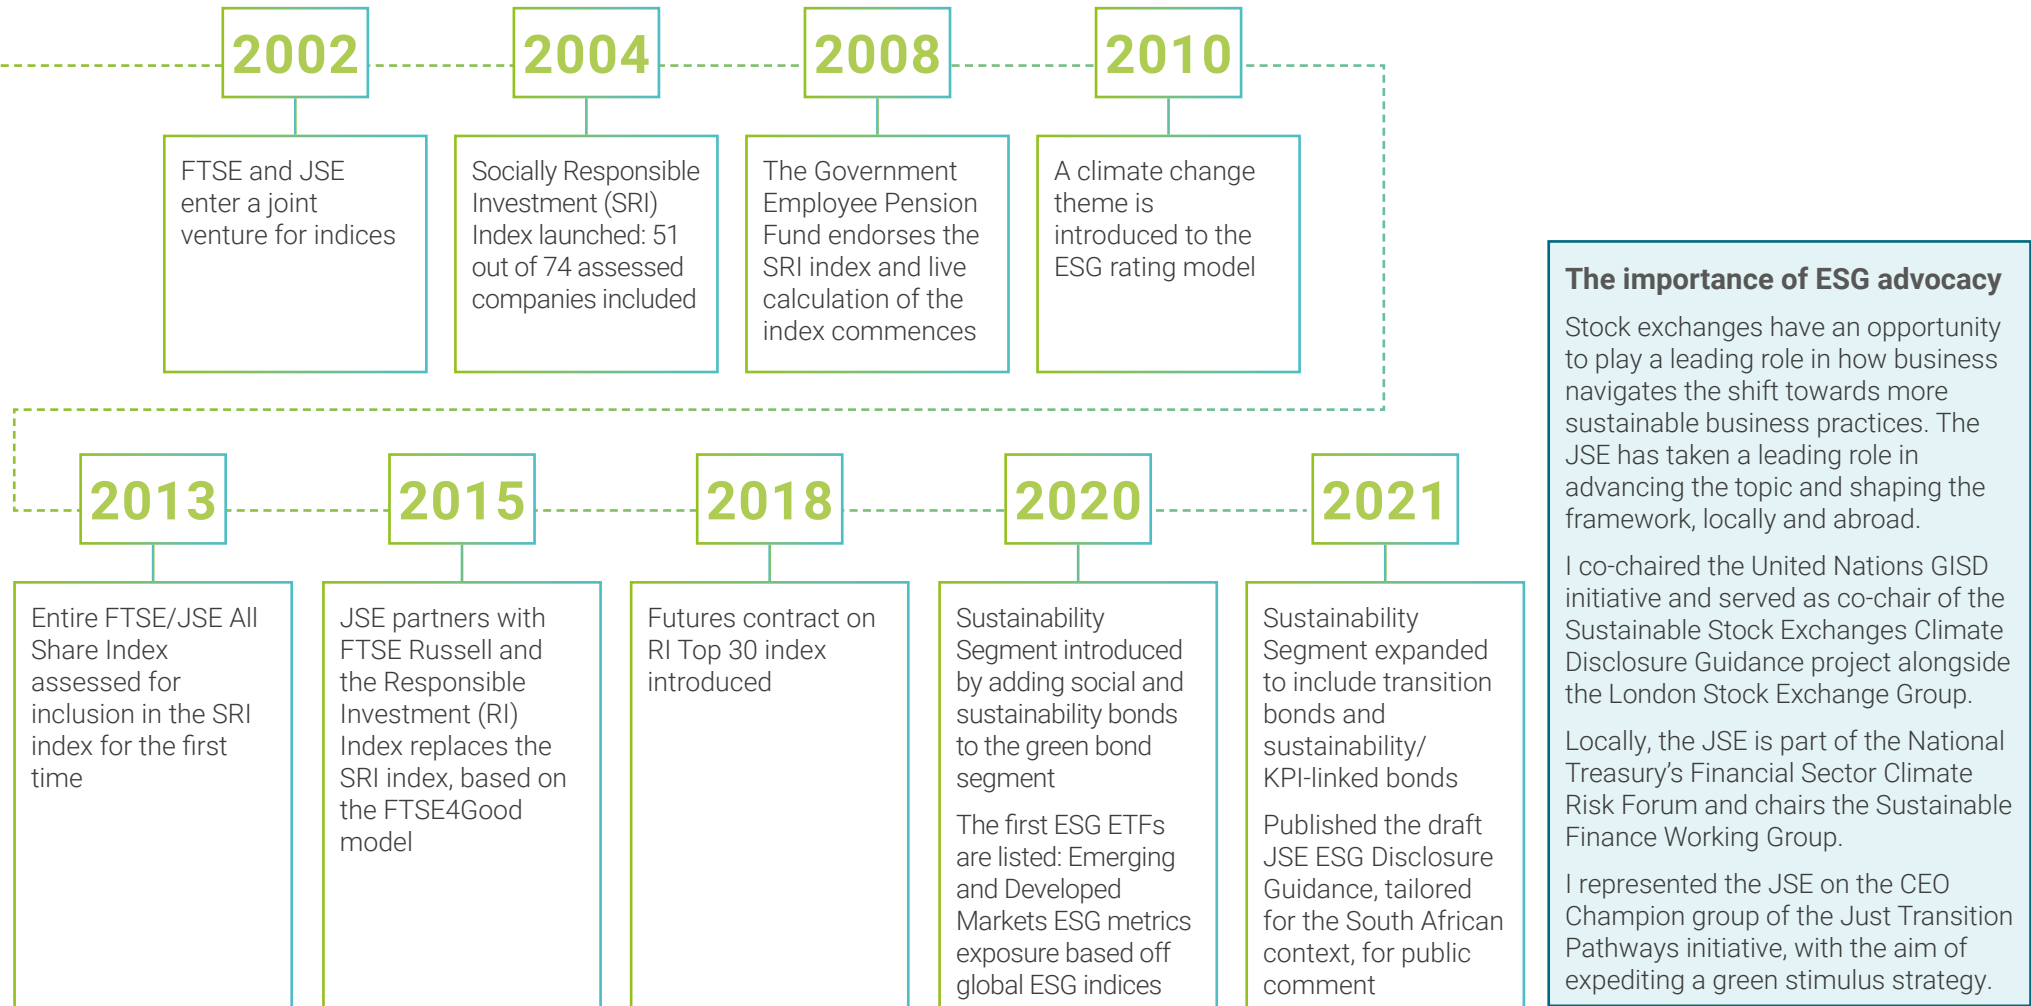 2002
FTSE and JSE
enter a joint
venture for indices
2004
Socially Responsible
Investment (SRI)
Index launched: 51
out of 74 assessed
companies included
2008
The Government
Employee Pension
Fund endorses the
SRI index and live
calculation of the
index commences
2010
A climate change
theme is
introduced to the
ESG rating model
2013
Entire FTSE/JSE All
Share Index
assessed for
inclusion in the SRI
index for the first
time
2015
JSE partners with
FTSE Russell and
the Responsible
Investment (RI)
Index replaces the
SRI index, based on
the FTSE4Good
model
2018
Futures contract on
RI Top 30 index
introduced
2020
Sustainability
Segment introduced
by adding social and
sustainability bonds
to the green bond
segment
The first ESG ETFs
are listed: Emerging
and Developed
Markets ESG metrics
exposure based off
global ESG indices
2021
Sustainability
Segment expanded
to include transition
bonds and
sustainability/
KPI-linked bonds
Published the draft
JSE ESG Disclosure
Guidance, tailored
for the South African
context, for public
comment
The importance of ESG advocacy
Stock exchanges have an opportunity
to play a leading role in how business
navigates the shift towards more
sustainable business practices. The
JSE has taken a leading role in
advancing the topic and shaping the
framework, locally and abroad.
I co-chaired the United Nations GISD
initiative and served as co-chair of the
Sustainable Stock Exchanges Climate
Disclosure Guidance project alongside
the London Stock Exchange Group.
Locally, the JSE is part of the National
Treasury’s Financial Sector Climate
Risk Forum and chairs the Sustainable
Finance Working Group.
I represented the JSE on the CEO
Champion group of the Just Transition
Pathways initiative, with the aim of
expediting a green stimulus strategy.